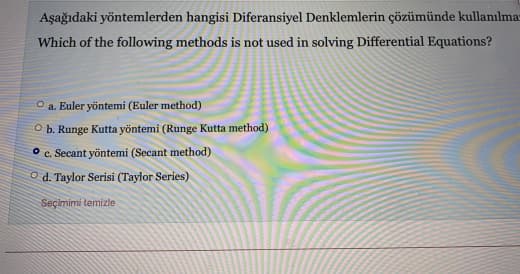 Aşağıdaki yöntemlerden hangisi Diferansiyel Denklemlerin çözümünde
Which of the following methods is not used in solving Differential Equations?
a. Euler yöntemi (Euler method)
b. Runge Kutta yöntemi (Runge Kutta method)
c. Secant yöntemi (Secant method)
d. Taylor Serisi (Taylor Series)
Seçimimi temizle